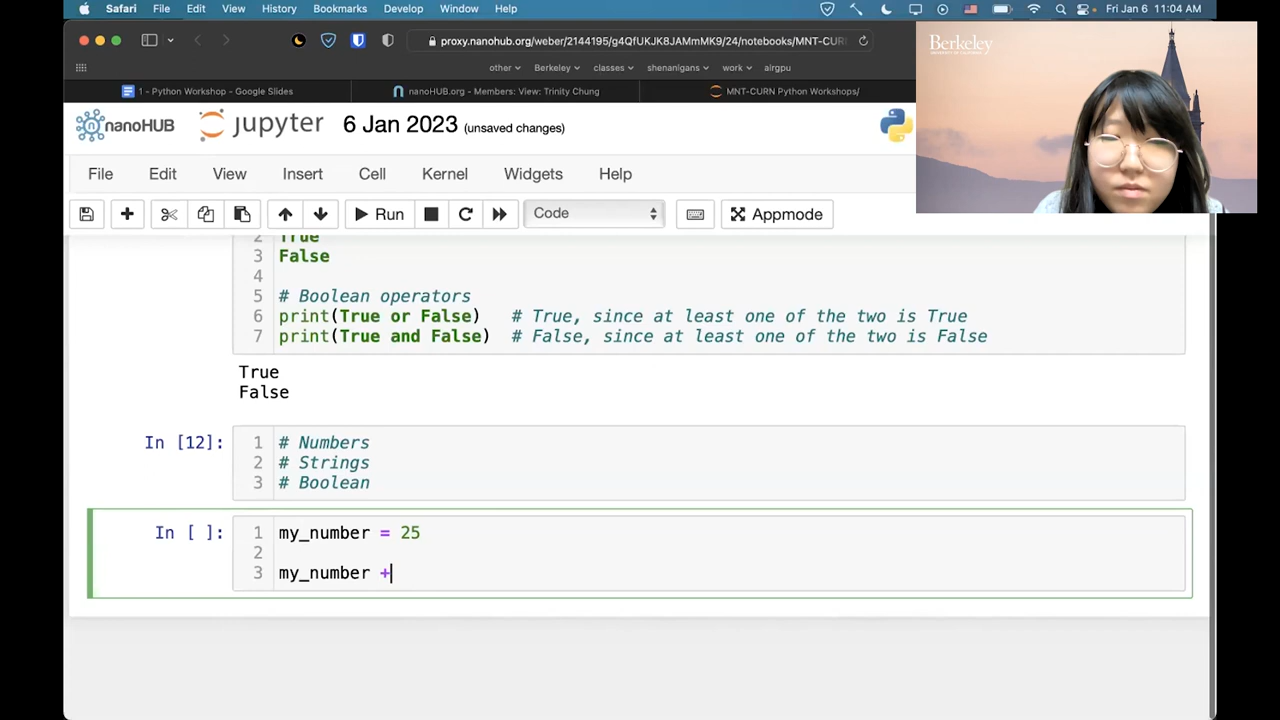 Safari File Edit View History Bookmarks Develop Window Help Fri Jan 6 11:04 AM
proxy.nanohub.org/weber/2144195/g4QfUKJK8JAMmMK9/24/notebooks/MNT-CURN
other Berkeley classes shenanigans work airgpu
1 - Python Workshop - Google Slides nanoHUB.org - Members: View: Trinity Chung MNT-CURN Python Workshops/
Berkeley
nanoHUB jupyter 6 Jan 2023 (unsaved changes)
File Edit View Insert Cell Kernel Widgets Help
Run Code Appmode
2 True
3 False
4
5 # Boolean operators
6 print(True or False) # True, since at least one of the two is True
7 print(True and False) # False, since at least one of the two is False
True
False
In [12]: 1 # Numbers
2 # Strings
3 # Boolean
In [ ]: 1 my_number = 25
2
3 my_number +